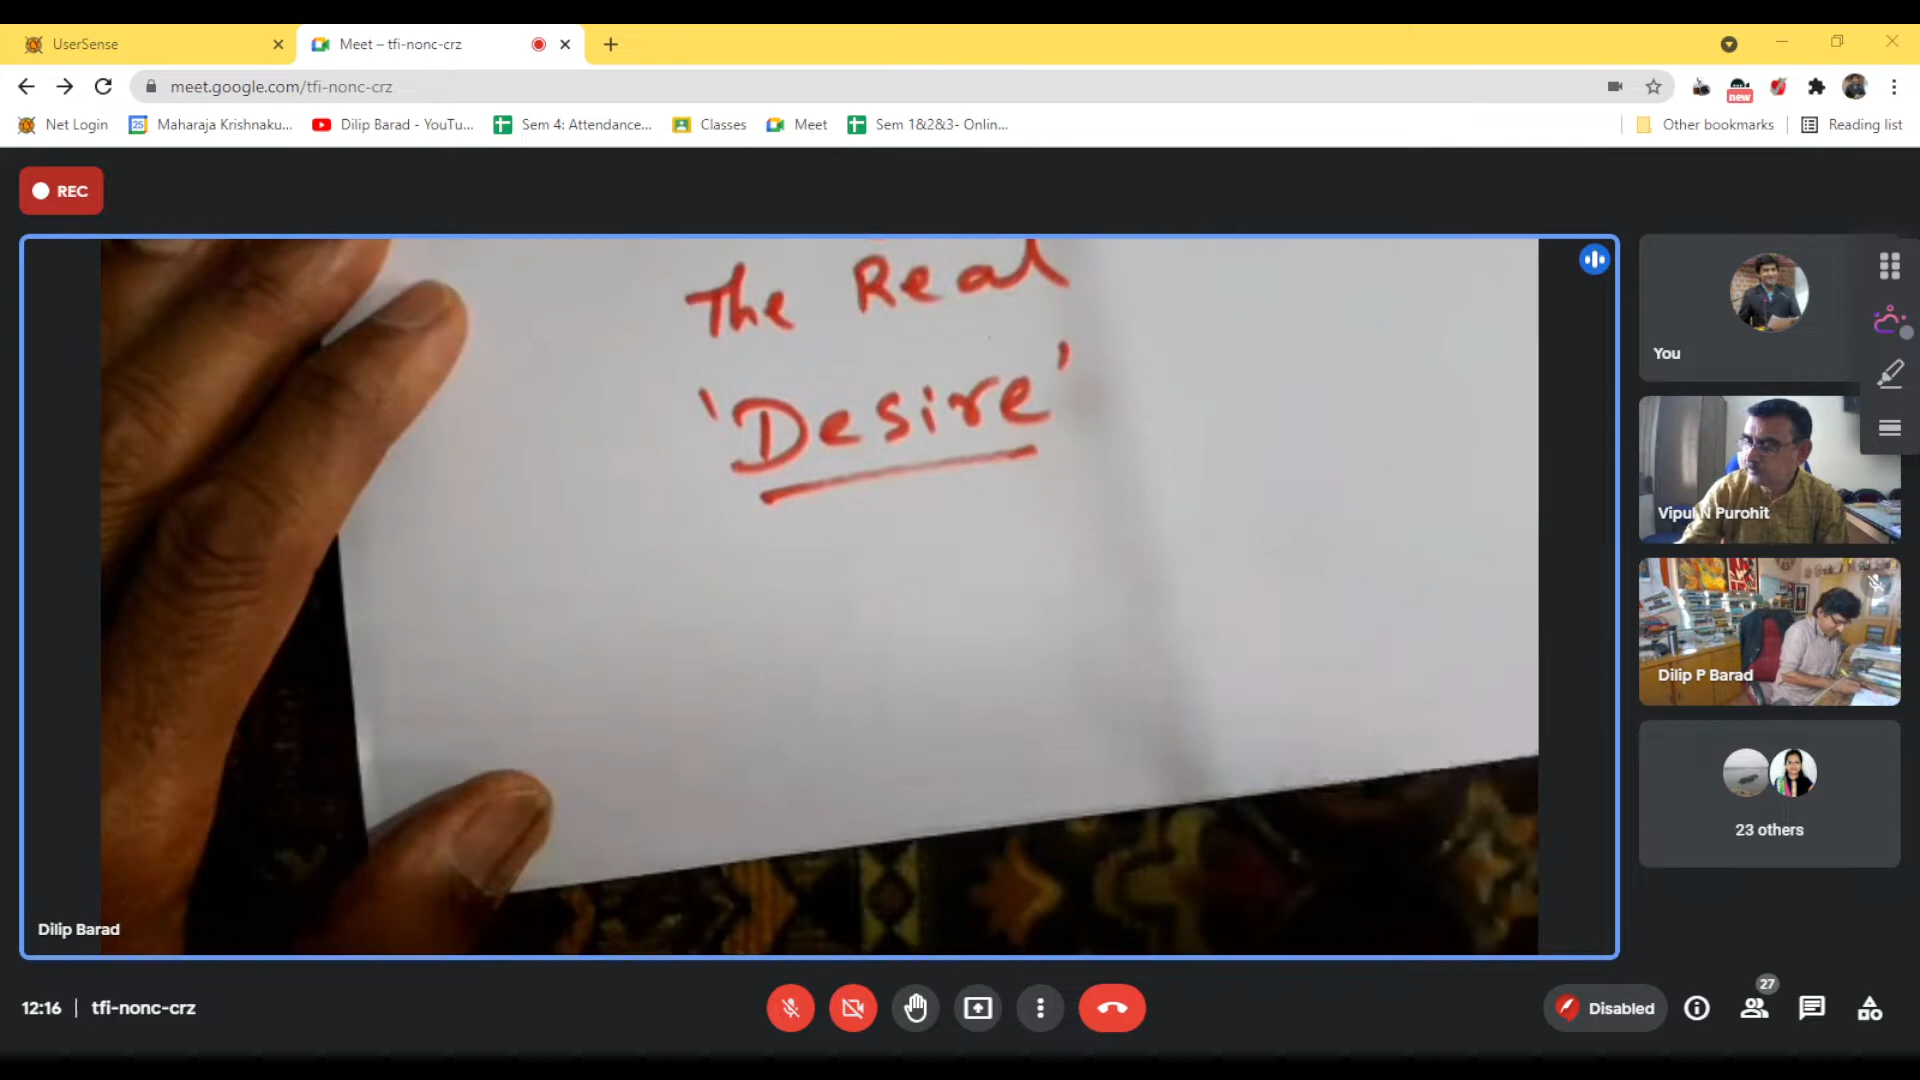 UserSense
Meet – tfi-nonc-crz
meet.google.com/tfi-nonc-crz
new
Net Login
25
Maharaja Krishnaku...
Dilip Barad - YouTu...
Sem 4: Attendance...
Classes
Meet
Sem 1&2&3- Onlin...
Other bookmarks
Reading list
REC
The Real
'Desire'
Dilip Barad
You
Vipul N Purohit
Dilip P Barad
23 others
12:16 | tfi-nonc-crz
Disabled
27